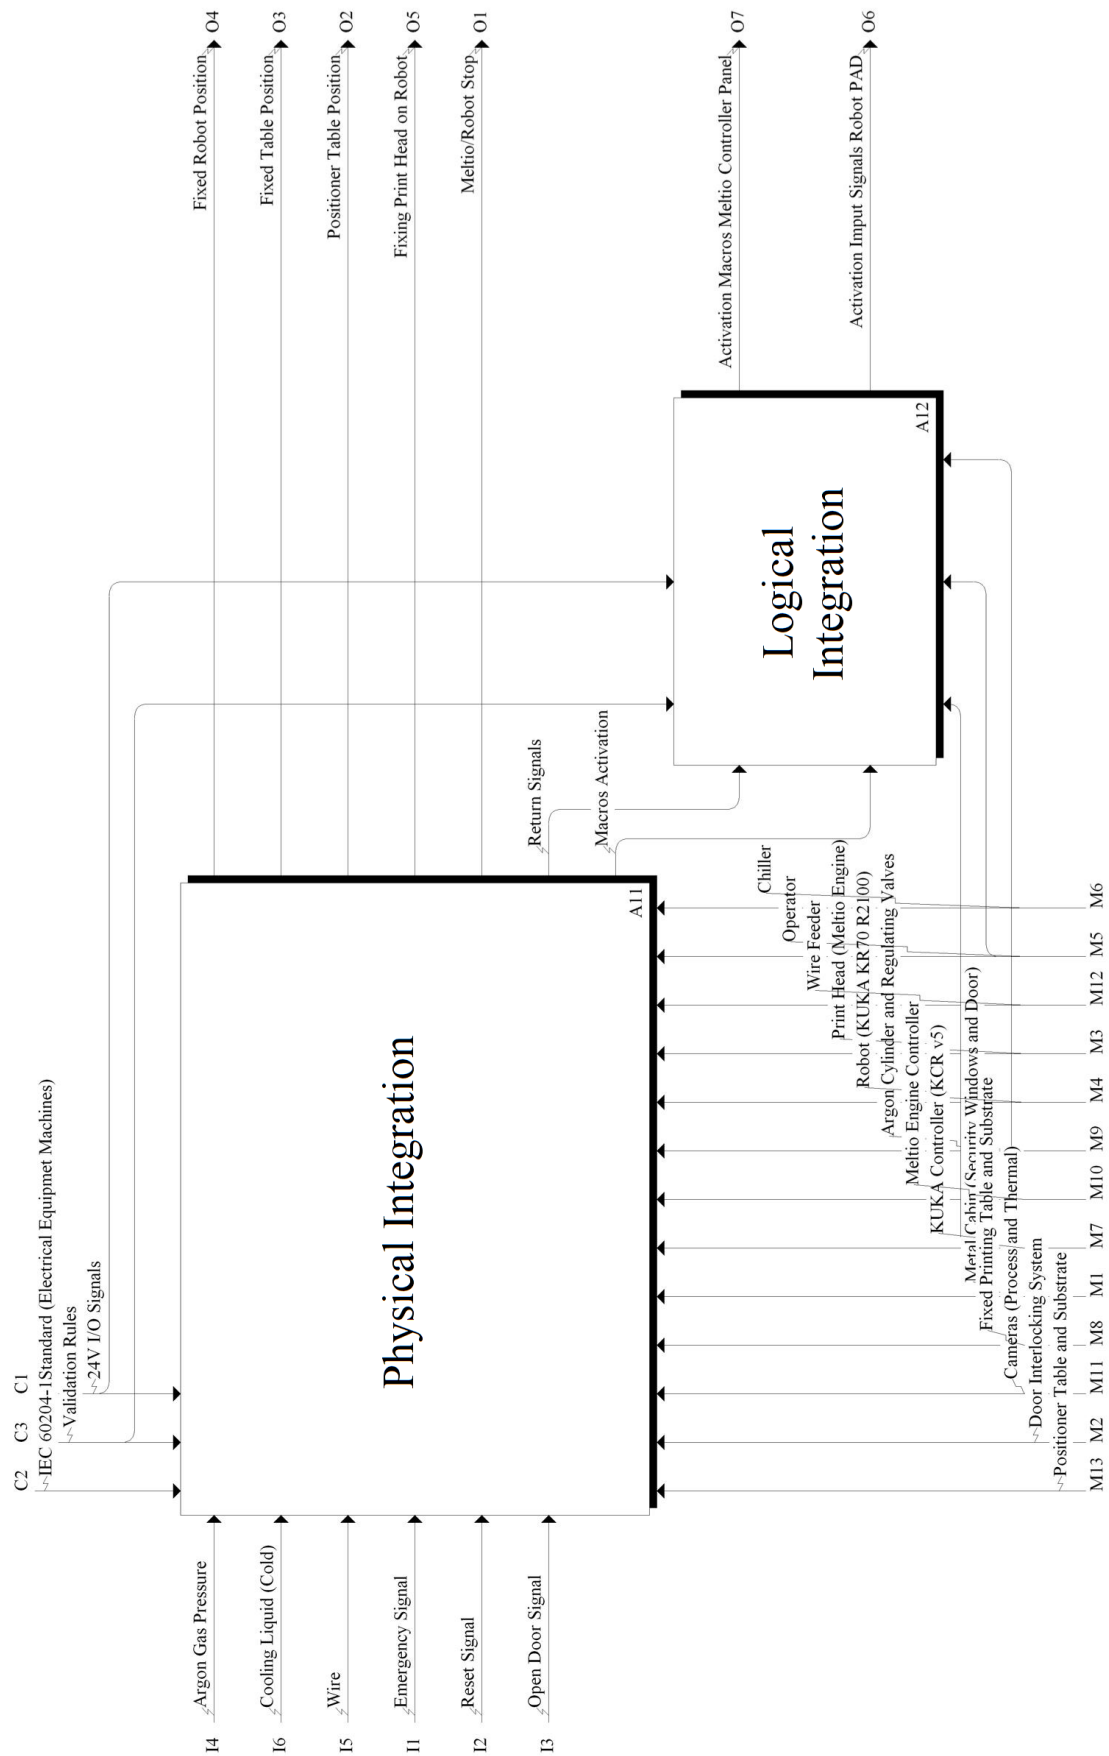 C2
C3
C1
IEC 60204-1Standard (Electrical Equipmet Machines)
Validation Rules
24V I/O Signals
I4
Argon Gas Pressure
I6
Cooling Liquid (Cold)
I5
Wire
I1
Emergency Signal
I2
Reset Signal
I3
Open Door Signal
Physical Integration
A11
Fixed Robot Position
O4
Fixed Table Position
O3
Positioner Table Position
O2
Fixing Print Head on Robot
O5
Meltio/Robot Stop
O1
Return Signals
Macros Activation
Logical
Integration
A12
Activation Macros Meltio Controller Panel
O7
Activation Imput Signals Robot PAD
O6
Chiller
Operator
Wire Feeder
Print Head (Meltio Engine)
Robot (KUKA KR70 R2100)
Argon Cylinder and Regulating Valves
Meltio Engine Controller
KUKA Controller (KCR v5)
Metal Cabin (Security Windows and Door)
Fixed Printing Table and Substrate
Cameras (Process and Thermal)
Door Interlocking System
Positioner Table and Substrate
M13
M2
M11
M8
M1
M7
M10
M9
M4
M3
M12
M5
M6